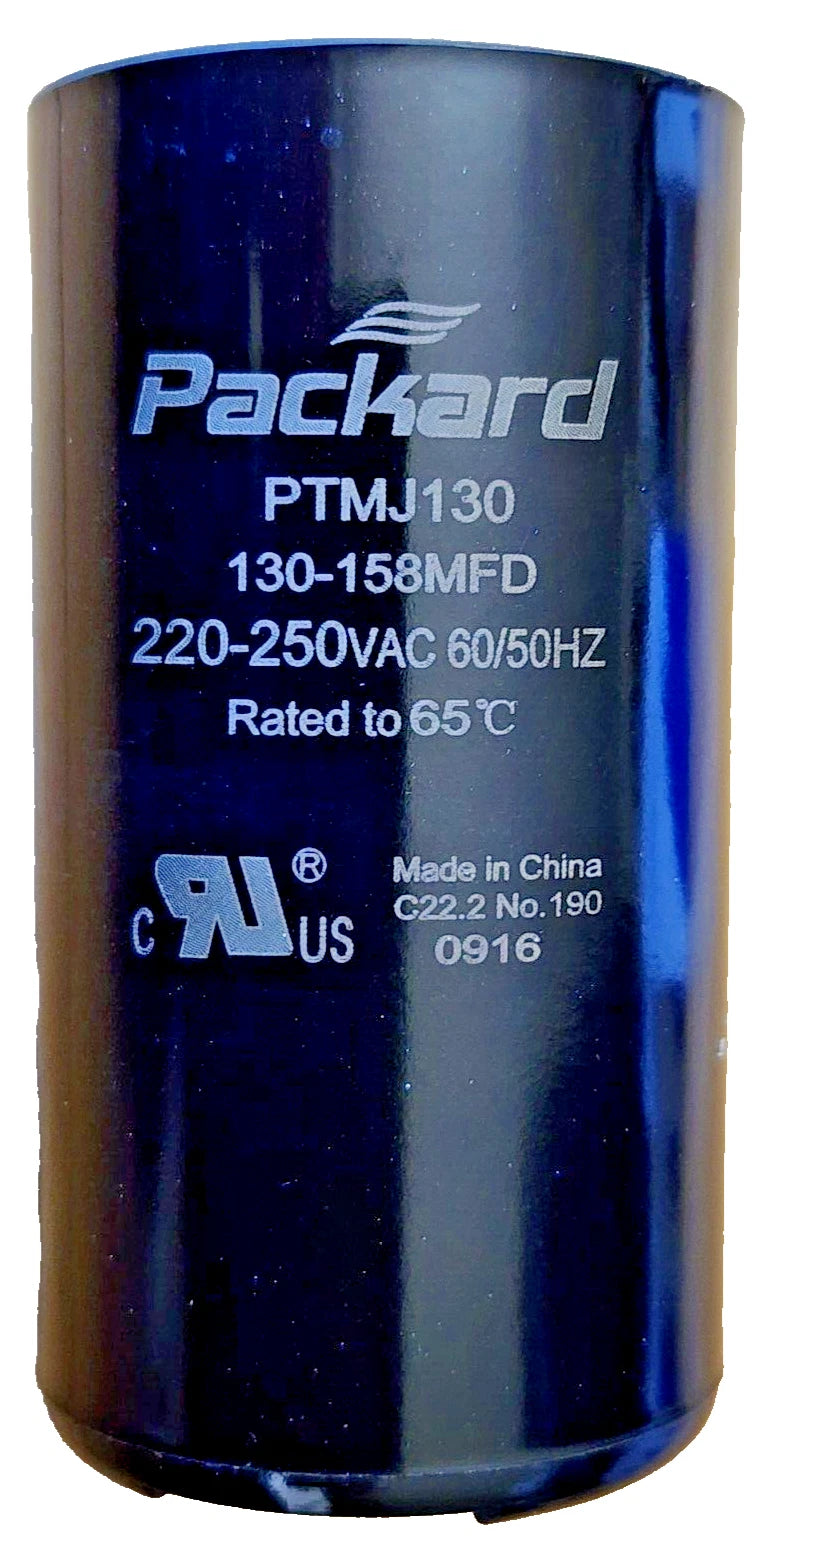 Packard
PTMJ130
130-158MFD
220-250VAC 60/50HZ
Rated to 65℃
C RU® US
Made in China
C22.2 No.190
0916